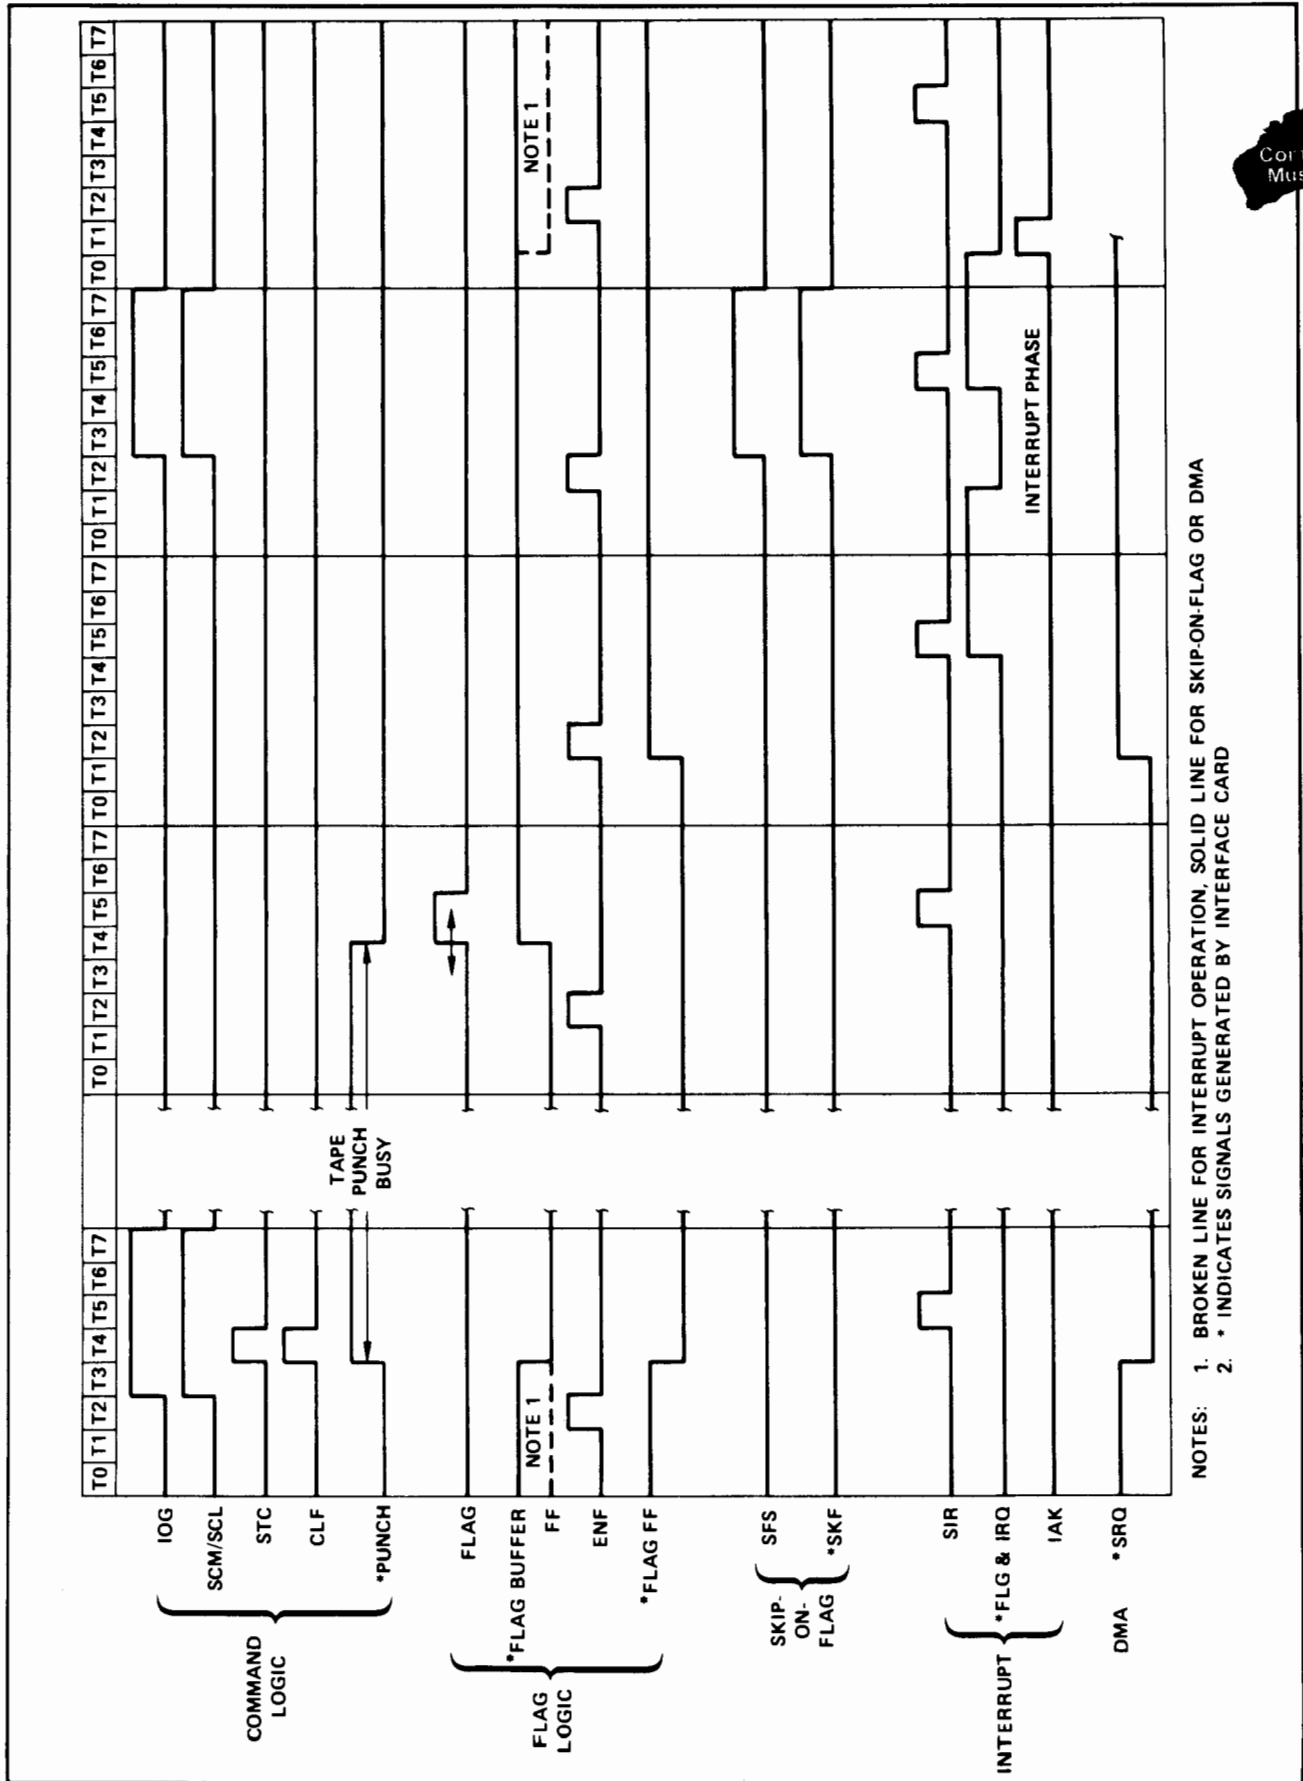 T0 T1 T2 T3 T4 T5 T6 T7
T0 T1 T2 T3 T4 T5 T6 T7
T0 T1 T2 T3 T4 T5 T6 T7
T0 T1 T2 T3 T4 T5 T6 T7
T0 T1 T2 T3 T4 T5 T6 T7
COMMAND
LOGIC
IOG
SCM/SCL
STC
CLF
*PUNCH
TAPE
PUNCH
BUSY
FLAG
LOGIC
FLAG
*FLAG BUFFER
FF
NOTE 1
NOTE 1
ENF
*FLAG FF
SKIP-
ON-
FLAG
SFS
*SKF
INTERRUPT
SIR
*FLG & IRQ
IAK
INTERRUPT PHASE
DMA
*SRQ
NOTES: 1. BROKEN LINE FOR INTERRUPT OPERATION, SOLID LINE FOR SKIP-ON-FLAG OR DMA
2. * INDICATES SIGNALS GENERATED BY INTERFACE CARD